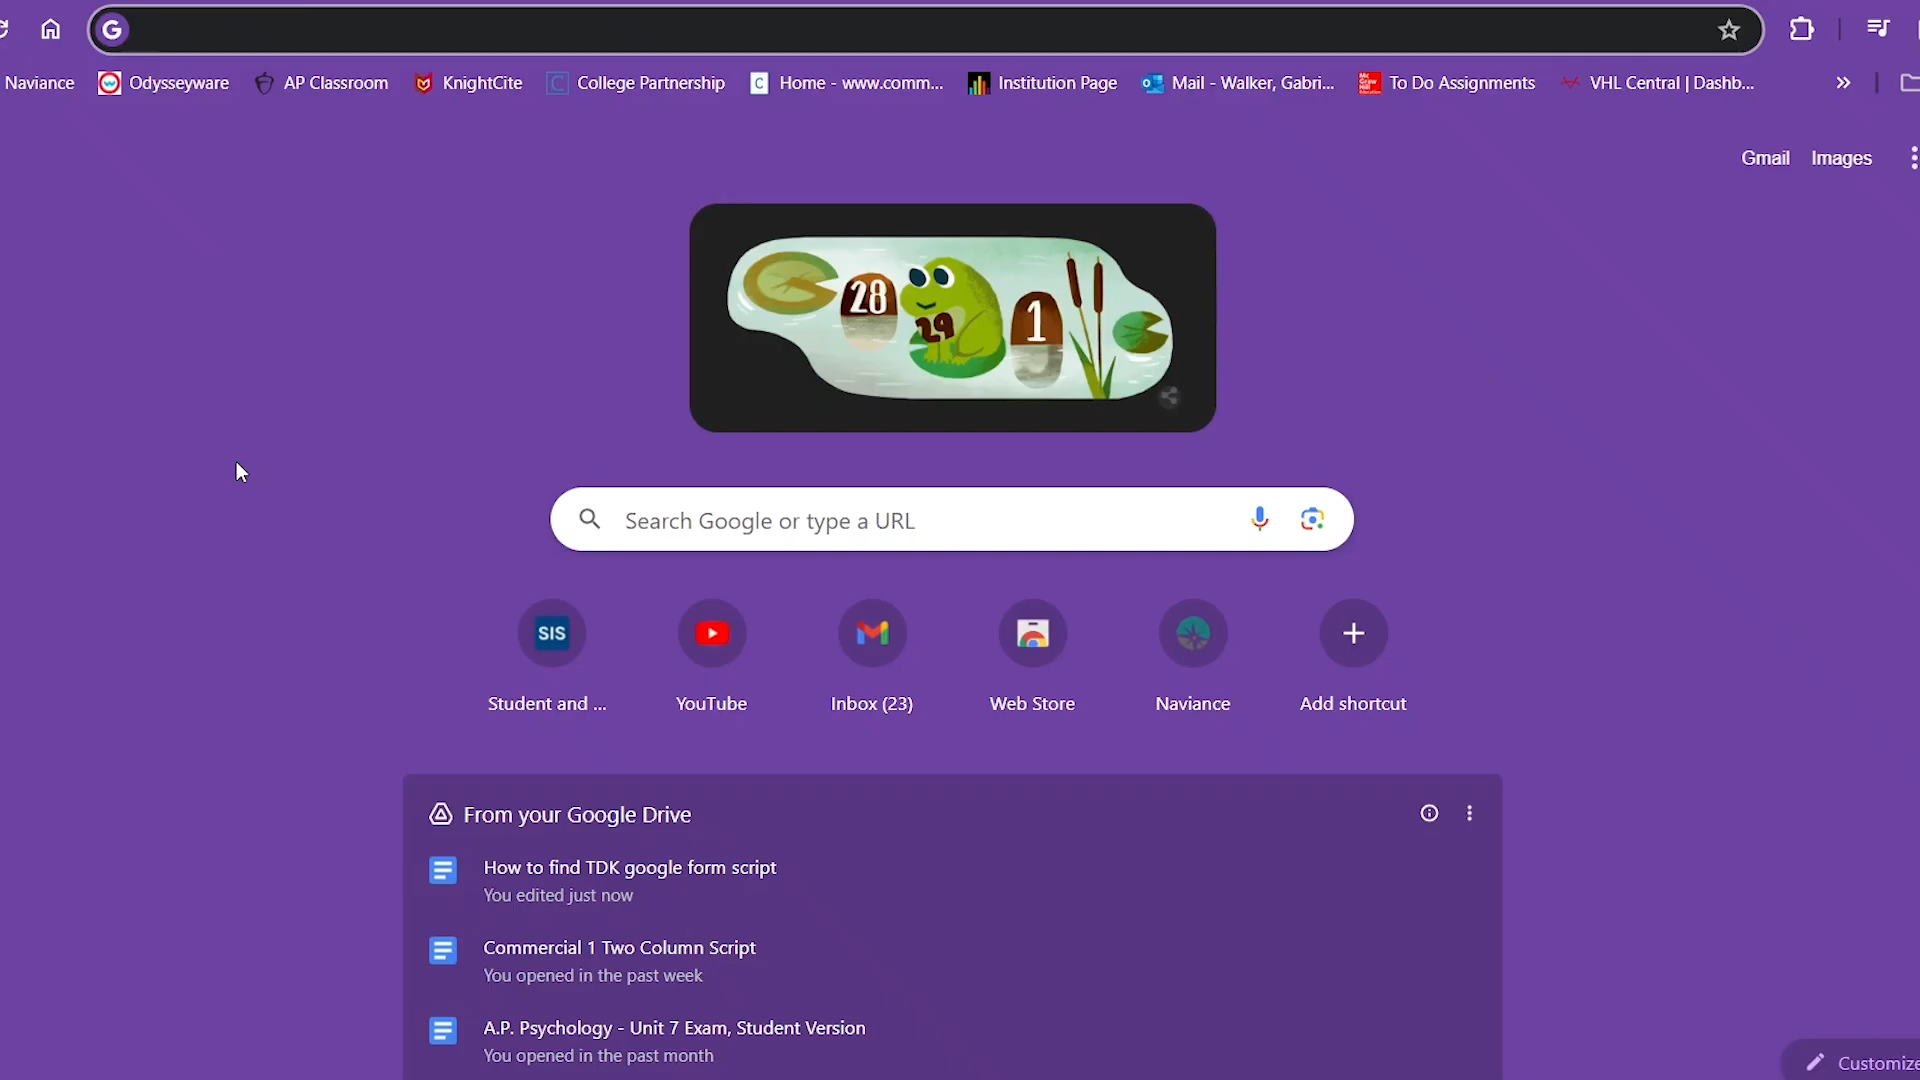 Naviance
Odysseyware
AP Classroom
KnightCite
College Partnership
Home - www.comm...
Institution Page
Mail - Walker, Gabri...
To Do Assignments
VHL Central | Dashb...
Gmail
Images
28
29
1
Search Google or type a URL
SIS
Student and ...
YouTube
Inbox (23)
Web Store
Naviance
Add shortcut
From your Google Drive
How to find TDK google form script
You edited just now
Commercial 1 Two Column Script
You opened in the past week
A.P. Psychology - Unit 7 Exam, Student Version
You opened in the past month
Customize